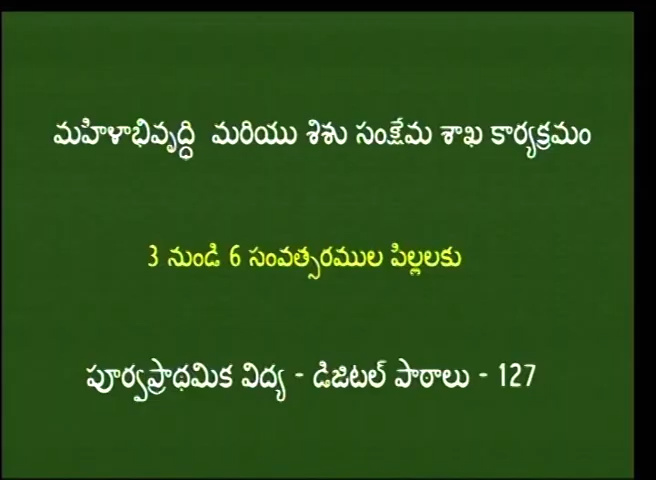 మహిళాభివృద్ధి మరియు శిశు సంక్షేమ శాఖ కార్యక్రమం
3 నుండి 6 సంవత్సరముల పిల్లలకు
పూర్వప్రాథమిక విద్య - డిజిటల్ పాఠాలు - 127